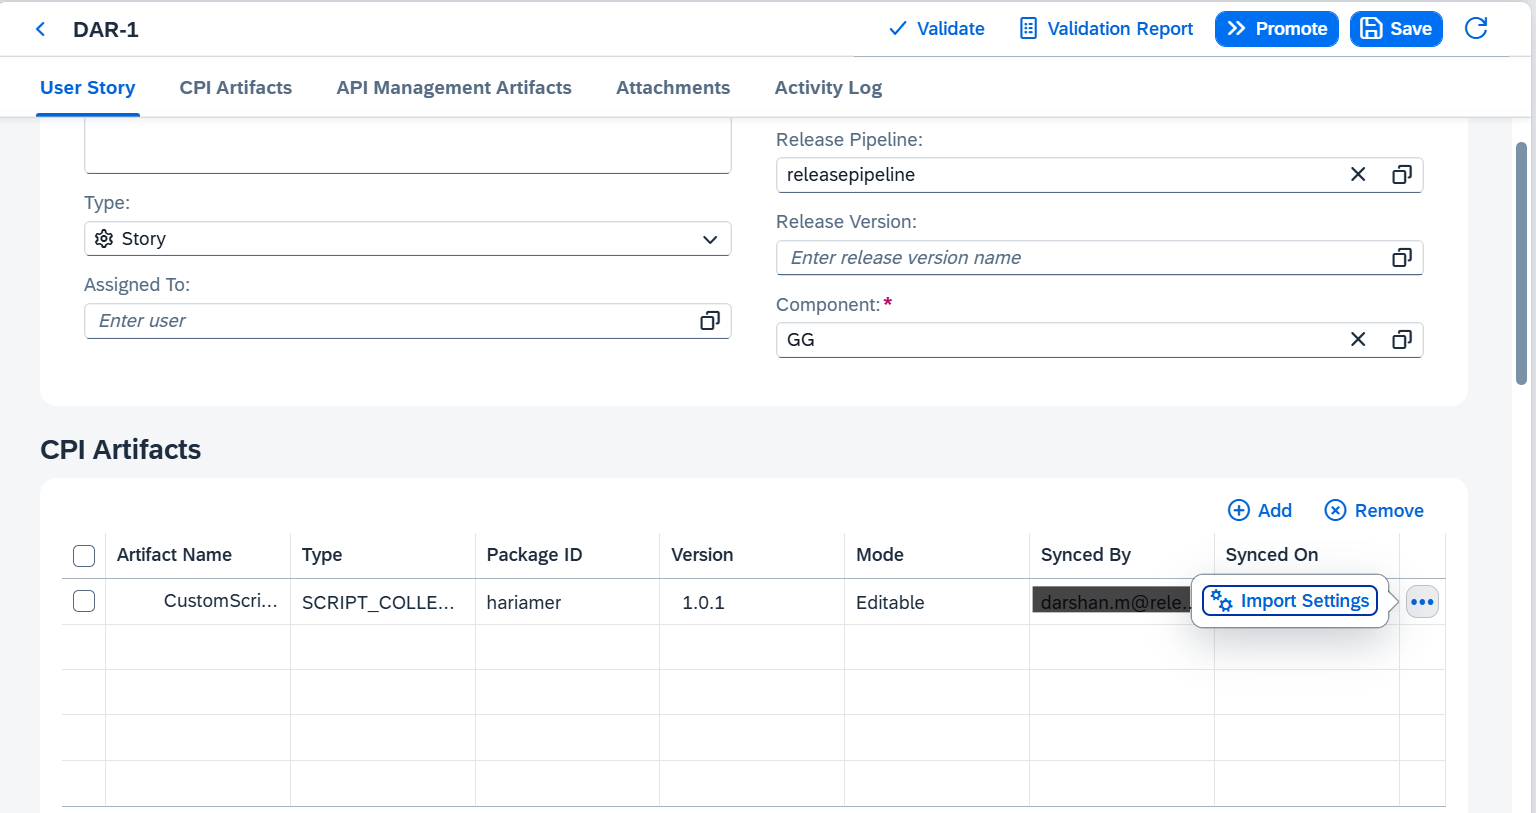 DAR-1
Validate
Validation Report
Promote
Save
User Story
CPI Artifacts
API Management Artifacts
Attachments
Activity Log
Type:
Story
Assigned To:
Enter user
Release Pipeline:
releasepipeline
Release Version:
Enter release version name
Component:*
GG
CPI Artifacts
Add
Remove
Artifact Name
Type
Package ID
Version
Mode
Synced By
Synced On
CustomScri...
SCRIPT_COLLE...
hariamer
1.0.1
Editable
darshan.m@rele..
Import Settings